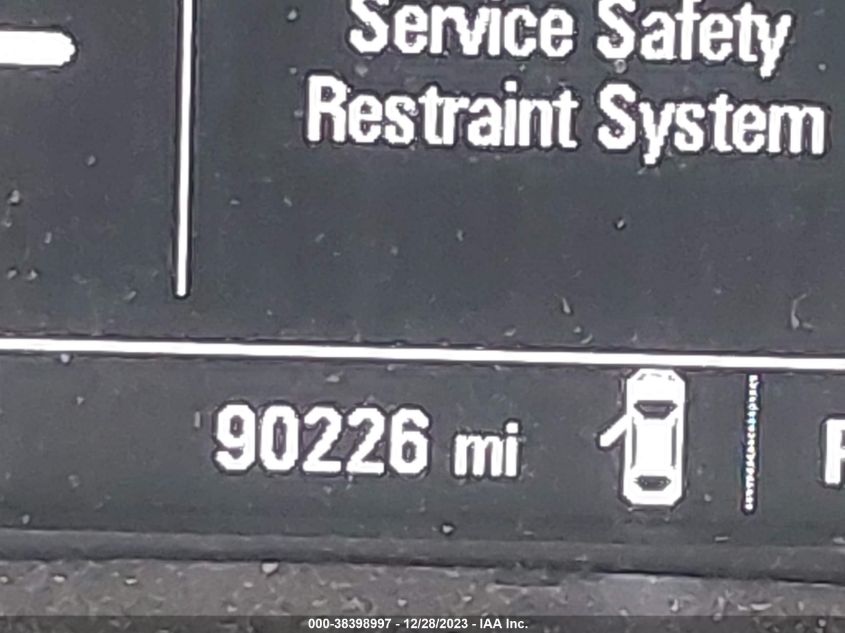 Service Safety
Restraint System
90226 mi
000-38398997 - 12/28/2023 - IAA Inc.